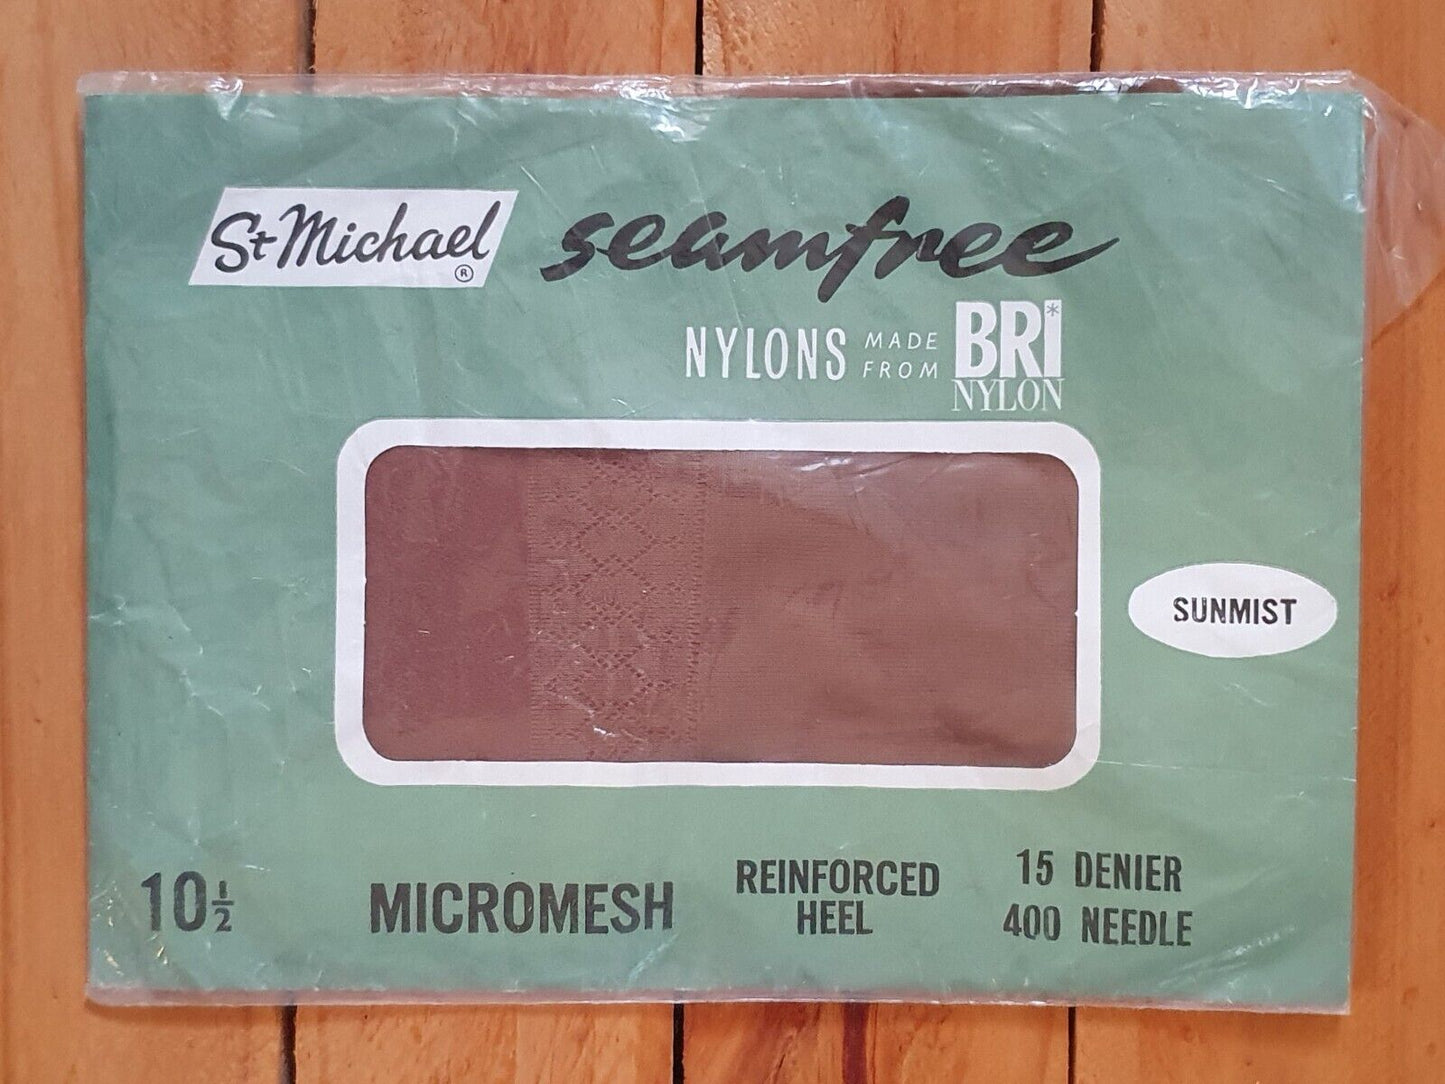 St Michael ®
seamfree
NYLONS MADE FROM BRI* NYLON
SUNMIST
10½
MICROMESH
REINFORCED
HEEL
15 DENIER
400 NEEDLE